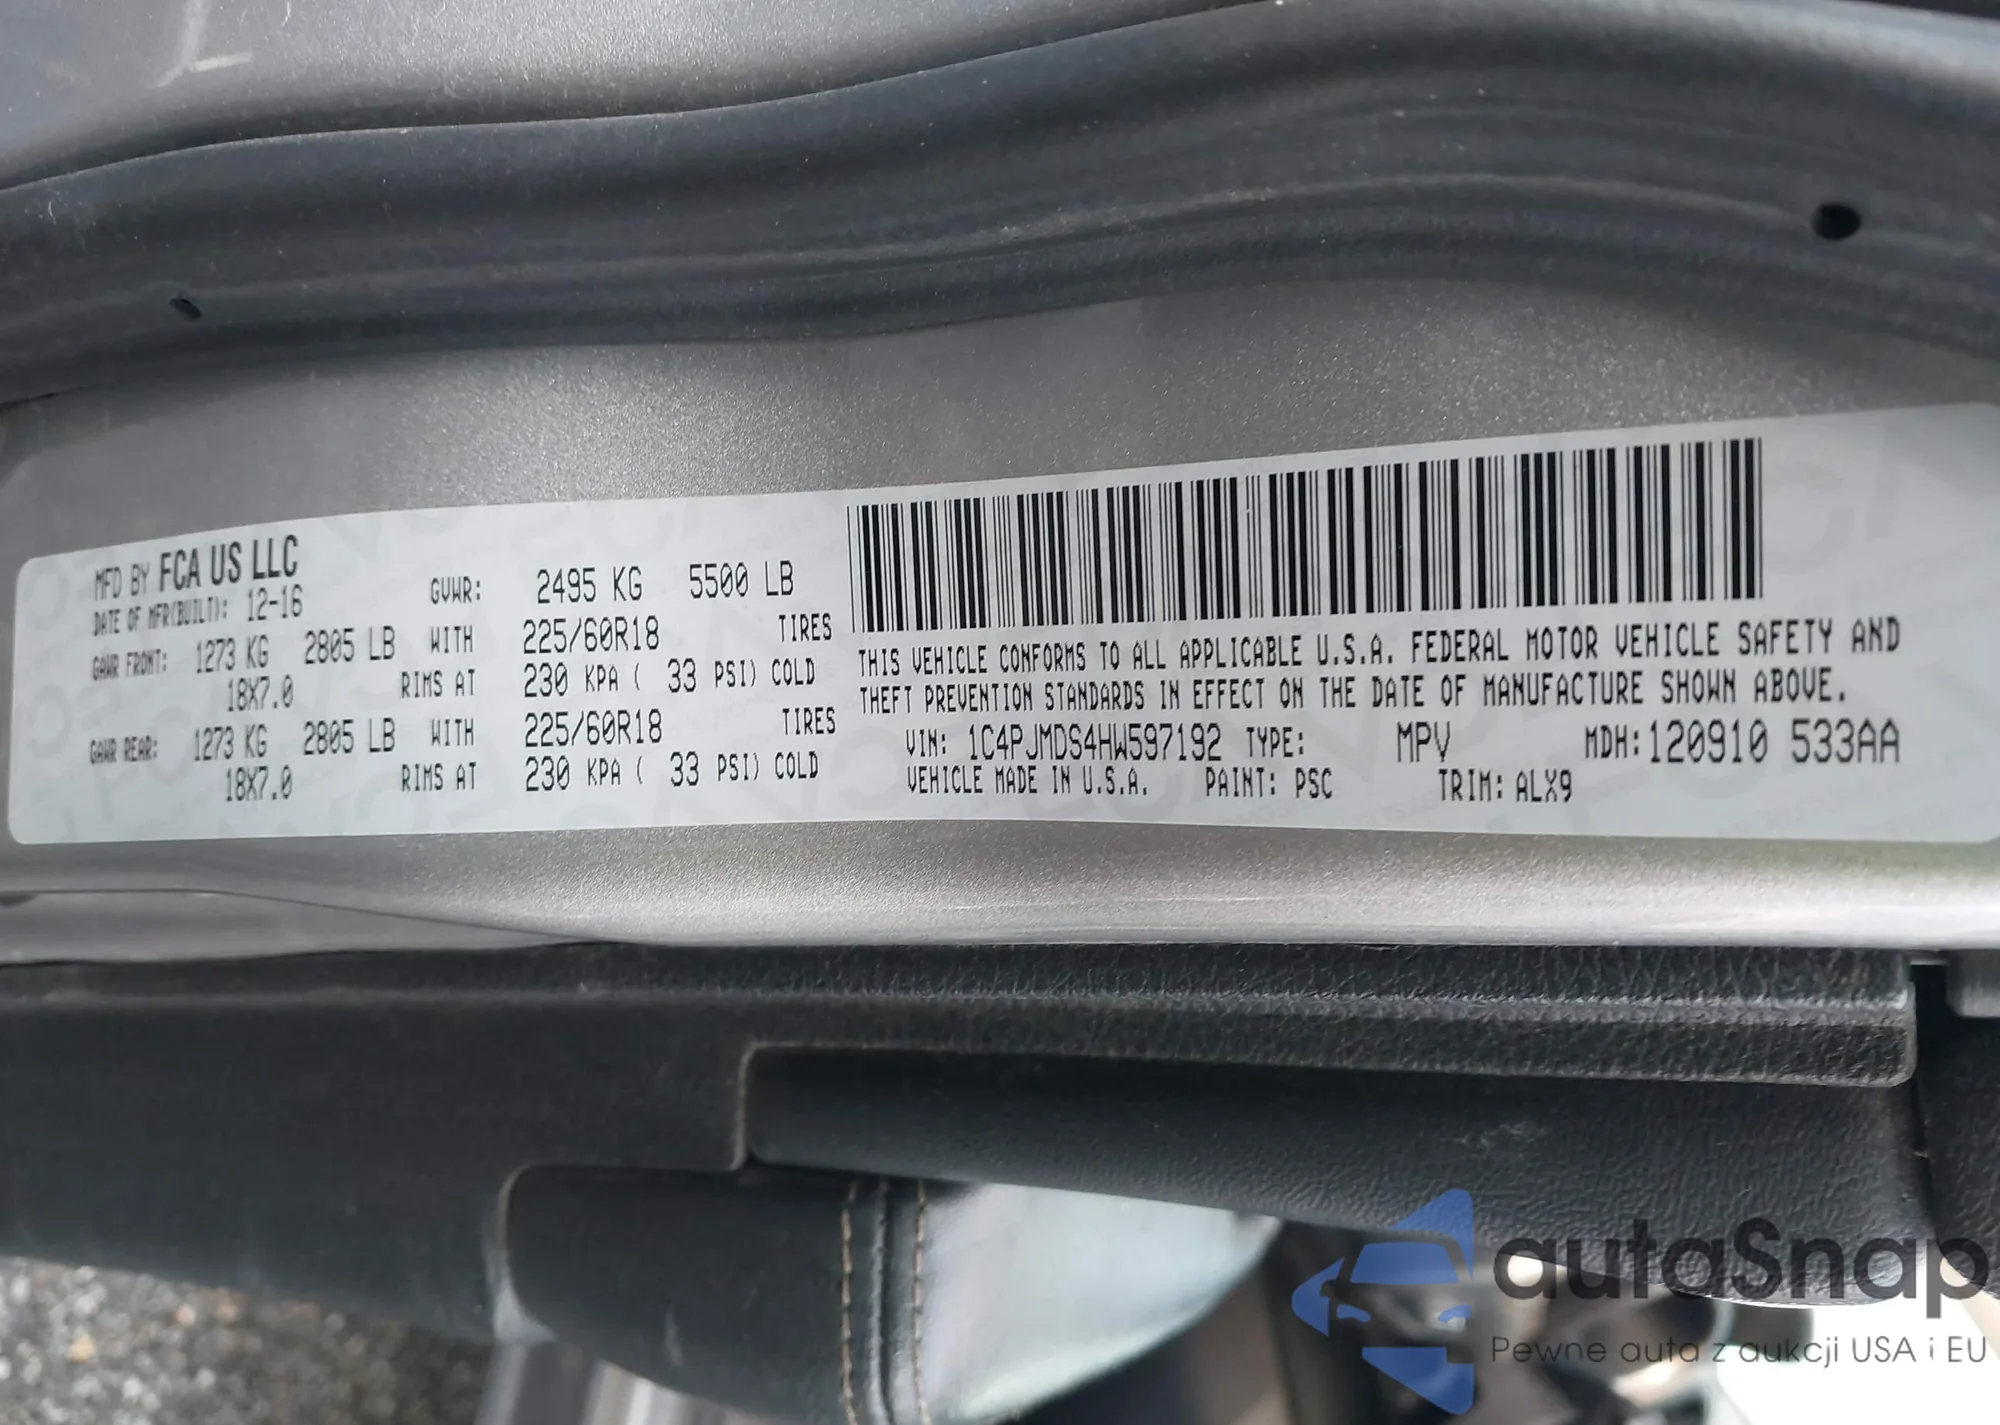 MFD BY FCA US LLC
DATE OF MFR(BUILT): 12-16 GVWR: 2495 KG 5500 LB
GAWR FRONT: 1273 KG 2805 LB WITH 225/60R18 TIRES
18X7.0 RIMS AT 230 KPA ( 33 PSI) COLD
GAWR REAR: 1273 KG 2805 LB WITH 225/60R18 TIRES
18X7.0 RIMS AT 230 KPA ( 33 PSI) COLD
THIS VEHICLE CONFORMS TO ALL APPLICABLE U.S.A. FEDERAL MOTOR VEHICLE SAFETY AND
THEFT PREVENTION STANDARDS IN EFFECT ON THE DATE OF MANUFACTURE SHOWN ABOVE.
VIN: 1C4PJMDS4HW597192 TYPE: MPV MDH:120910 533AA
VEHICLE MADE IN U.S.A. PAINT: PSC TRIM: ALX9
autaSnap
Pewne auta z aukcji USA i EU